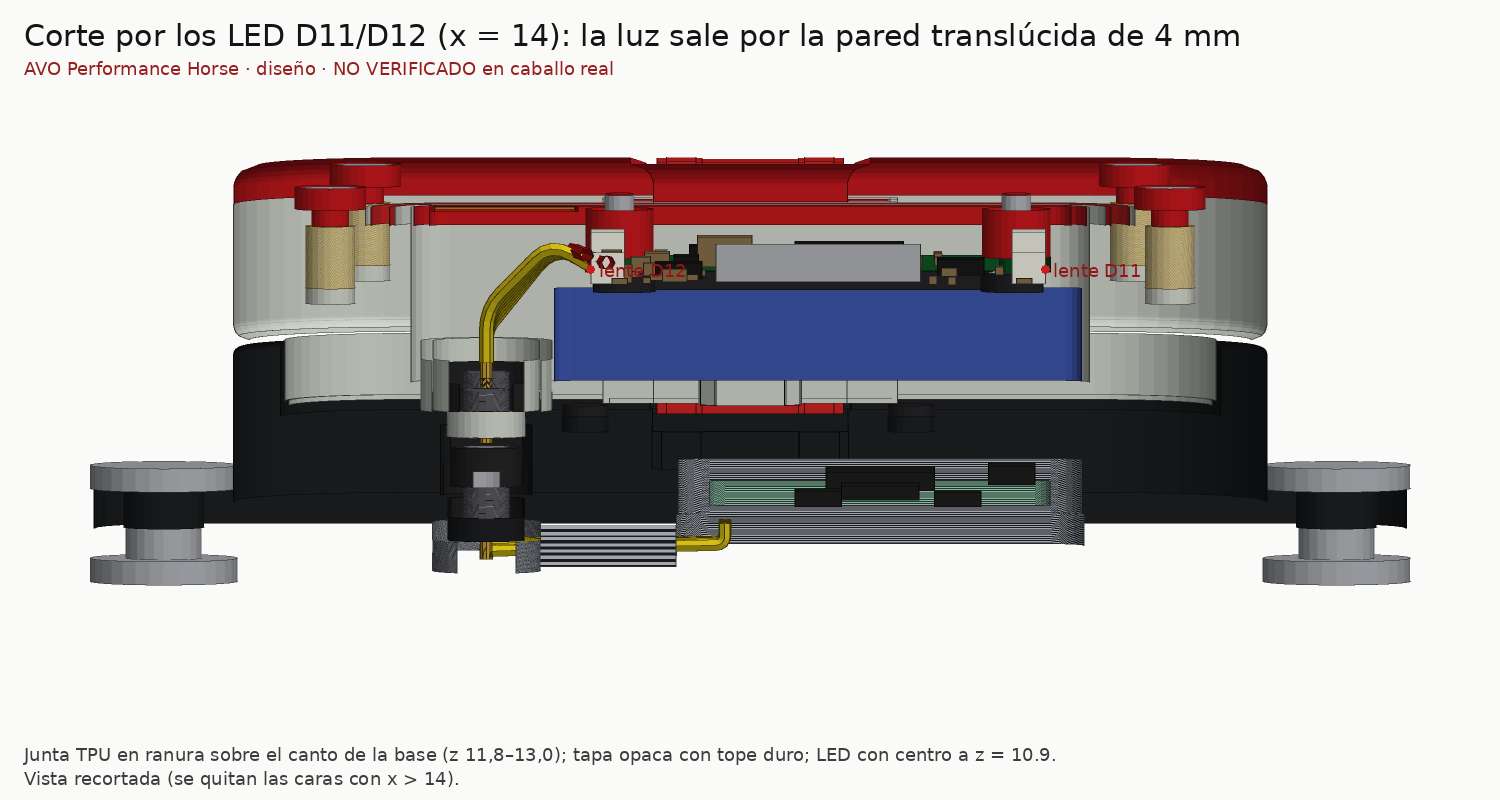 Corte por los LED D11/D12 (x = 14): la luz sale por la pared translúcida de 4 mm
AVO Performance Horse · diseño · NO VERIFICADO en caballo real
lente D12
lente D11
Junta TPU en ranura sobre el canto de la base (z 11,8–13,0); tapa opaca con tope duro; LED con centro a z = 10.9.
Vista recortada (se quitan las caras con x > 14).